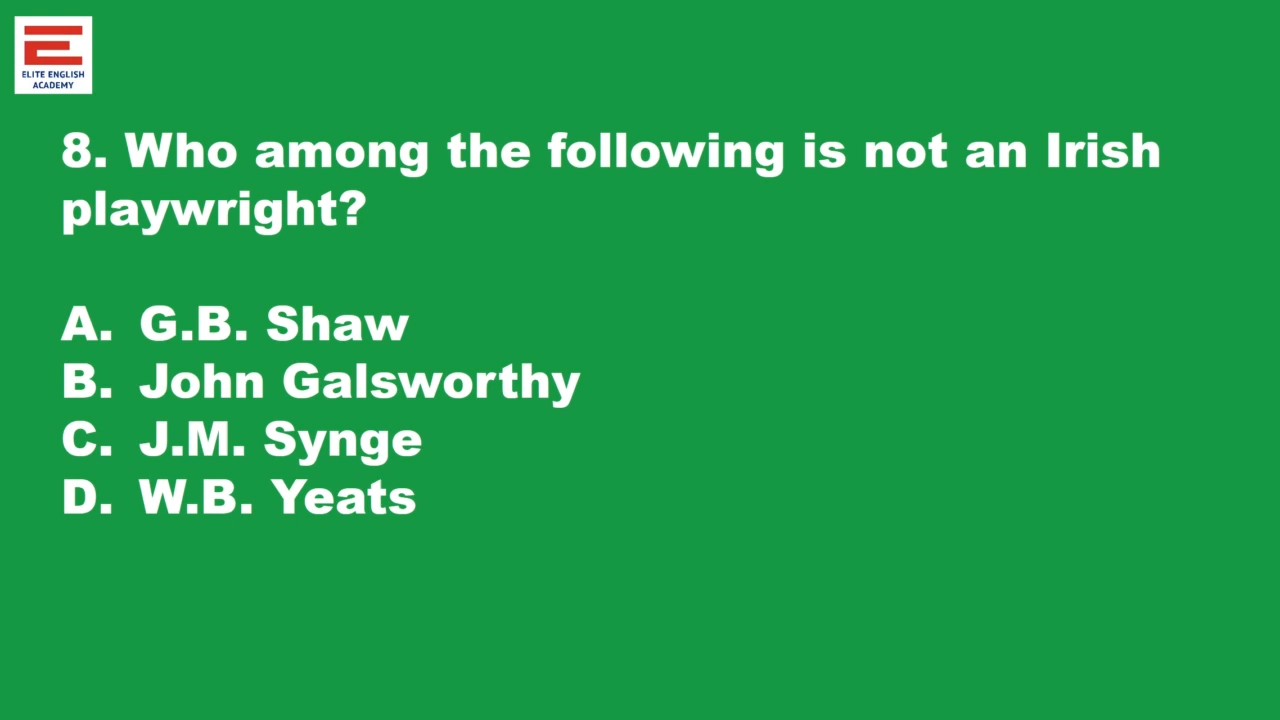 ELITE ENGLISH
ACADEMY
8. Who among the following is not an Irish
playwright?
A. G.B. Shaw
B. John Galsworthy
C. J.M. Synge
D. W.B. Yeats